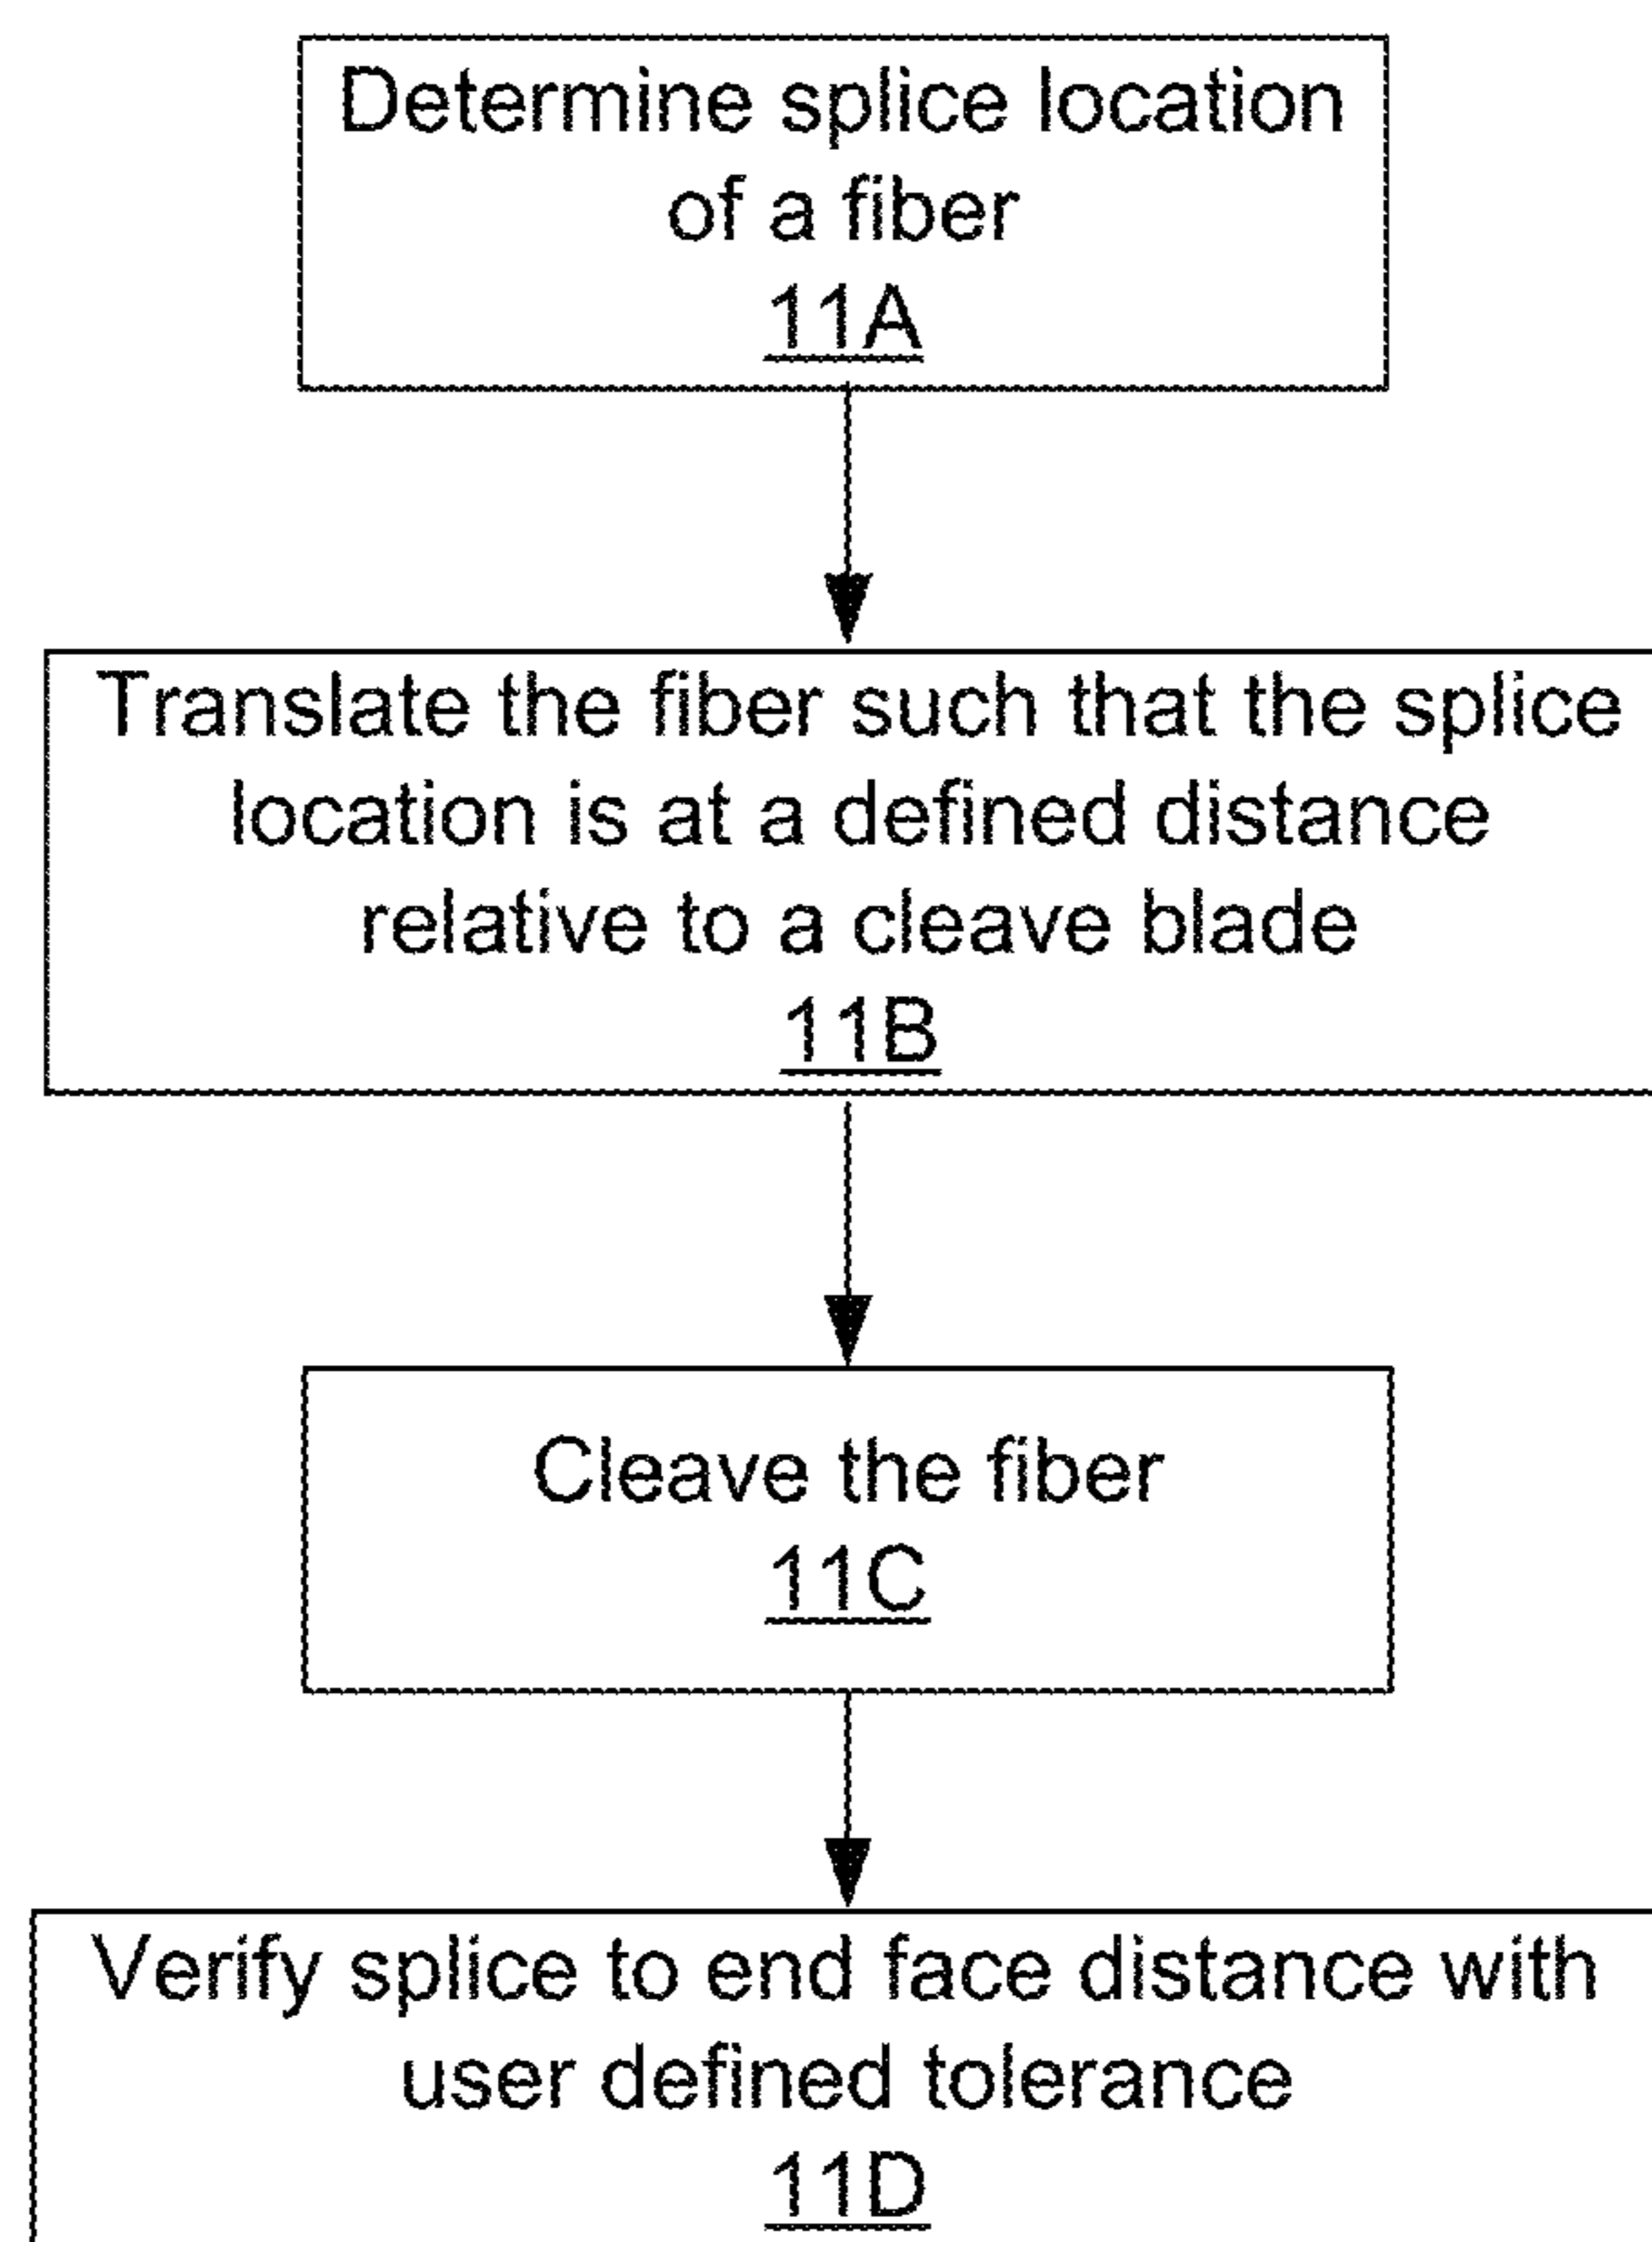 Determine splice location
of a fiber
11A
Translate the fiber such that the splice
location is at a defined distance
relative to a cleave blade
11B
Cleave the fiber
11C
Verify splice to end face distance with
user defined tolerance
11D